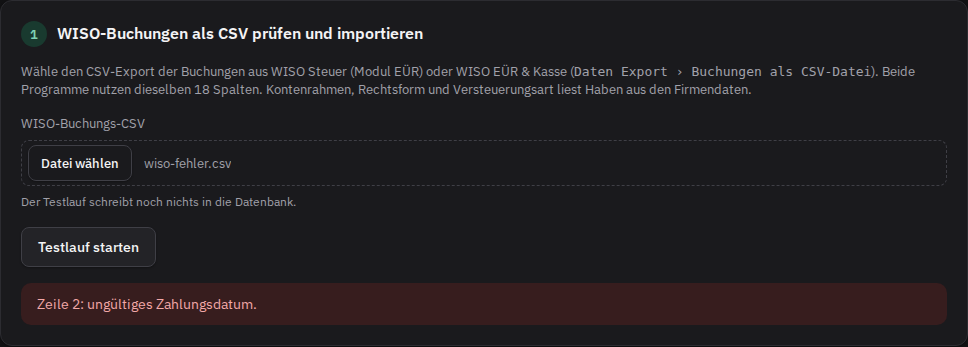 1 WISO-Buchungen als CSV prüfen und importieren
Wähle den CSV-Export der Buchungen aus WISO Steuer (Modul EÜR) oder WISO EÜR & Kasse (Daten Export › Buchungen als CSV-Datei). Beide
Programme nutzen dieselben 18 Spalten. Kontenrahmen, Rechtsform und Versteuerungsart liest Haben aus den Firmendaten.
WISO-Buchungs-CSV
Datei wählen wiso-fehler.csv
Der Testlauf schreibt noch nichts in die Datenbank.
Testlauf starten
Zeile 2: ungültiges Zahlungsdatum.